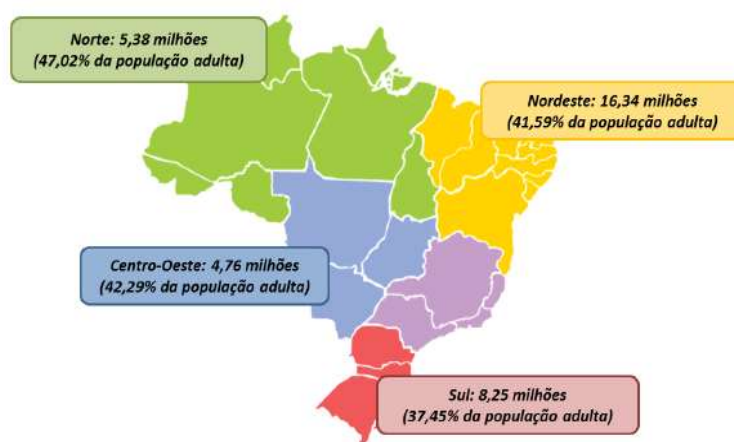 Norte: 5,38 milhões
(47,02% da população adulta)
Nordeste: 16,34 milhões
(41,59% da população adulta)
Centro-Oeste: 4,76 milhões
(42,29% da população adulta)
Sul: 8,25 milhões
(37,45% da população adulta)